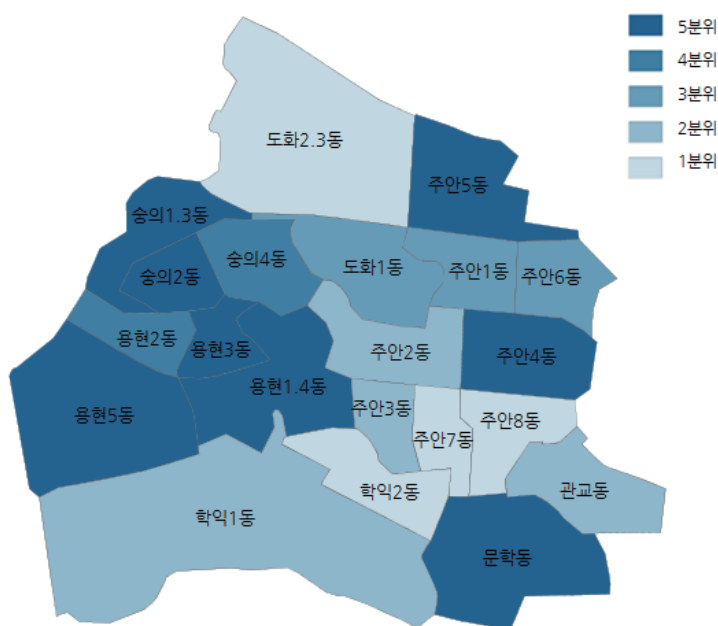 5분위
4분위
3분위
2분위
1분위
도화2.3동
주안5동
숭의1.3동
숭의4동
숭의2동
도화1동
주안1동
주안6동
용현2동
용현3동
주안2동
주안4동
용현1.4동
용현5동
주안3동
주안7동
주안8동
학익2동
관교동
학익1동
문학동